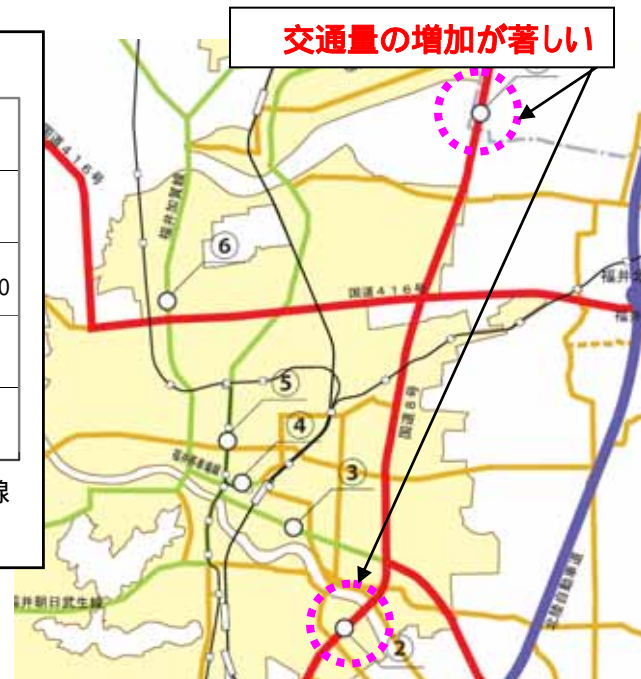 交通量の増加が著しい
国道416号
福井加賀線
⑥
国道416号
0
⑤
国道8号
④
③
線
北陸自動車道
福井朝日武生線
②